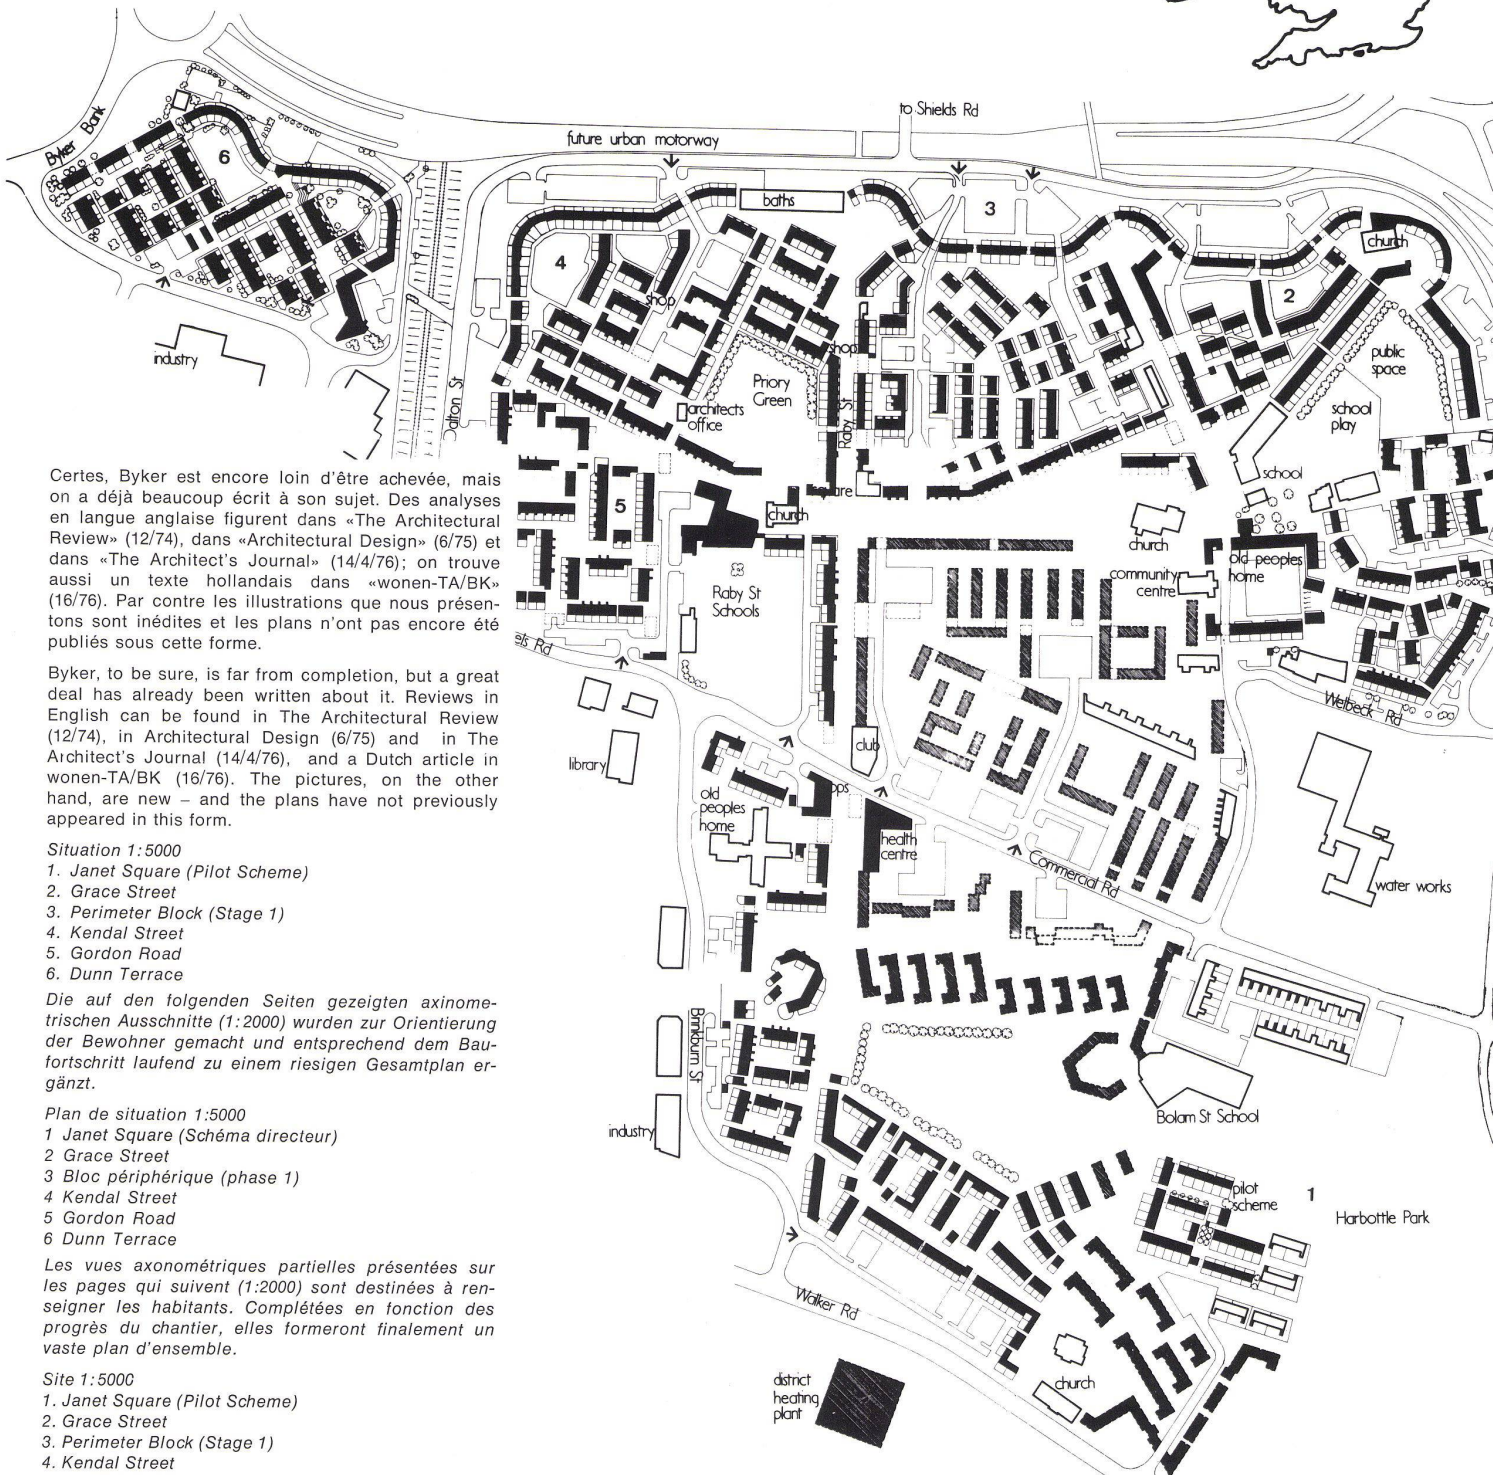 to Shields Rd
future urban motorway
Byker Bank
6
baths
3
church
4
2
shop
industry
public
space
shop
Priory
Green
Raby St
school
play
architects
office
Dalton St
square
school
5
church
church
old peoples
home
community
centre
Raby St
Schools
Welbeck Rd
club
library
old
peoples
home
health
centre
Commercial Rd
water works
Brinkburn St
Bolam St School
industry
pilot
scheme
1
Harbottle Park
Walker Rd
church
district
heating
plant
Certes, Byker est encore loin d'être achevée, mais
on a déjà beaucoup écrit à son sujet. Des analyses
en langue anglaise figurent dans «The Architectural
Review» (12/74), dans «Architectural Design» (6/75) et
dans «The Architect's Journal» (14/4/76); on trouve
aussi un texte hollandais dans «wonen-TA/BK»
(16/76). Par contre les illustrations que nous présen-
tons sont inédites et les plans n'ont pas encore été
publiés sous cette forme.
Byker, to be sure, is far from completion, but a great
deal has already been written about it. Reviews in
English can be found in The Architectural Review
(12/74), in Architectural Design (6/75) and in The
Architect's Journal (14/4/76), and a Dutch article in
wonen-TA/BK (16/76). The pictures, on the other
hand, are new – and the plans have not previously
appeared in this form.
Situation 1:5000
1. Janet Square (Pilot Scheme)
2. Grace Street
3. Perimeter Block (Stage 1)
4. Kendal Street
5. Gordon Road
6. Dunn Terrace
Die auf den folgenden Seiten gezeigten axinome-
trischen Ausschnitte (1:2000) wurden zur Orientierung
der Bewohner gemacht und entsprechend dem Bau-
fortschritt laufend zu einem riesigen Gesamtplan er-
gänzt.
Plan de situation 1:5000
1 Janet Square (Schéma directeur)
2 Grace Street
3 Bloc périphérique (phase 1)
4 Kendal Street
5 Gordon Road
6 Dunn Terrace
Les vues axonométriques partielles présentées sur
les pages qui suivent (1:2000) sont destinées à ren-
seigner les habitants. Complétées en fonction des
progrès du chantier, elles formeront finalement un
vaste plan d'ensemble.
Site 1:5000
1. Janet Square (Pilot Scheme)
2. Grace Street
3. Perimeter Block (Stage 1)
4. Kendal Street